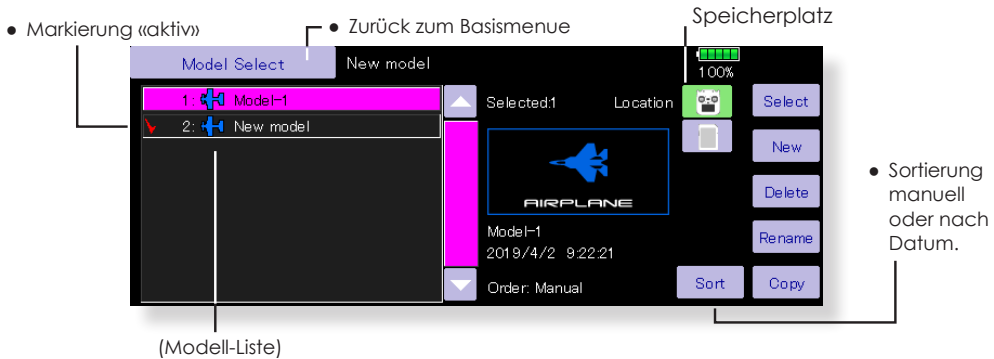 ● Markierung «aktiv»
● Zurück zum Basismenue
Speicherplatz
Model Select
New model
100%
1: Model-1
2: New model
Selected:1
Location
Select
New
Delete
Rename
Copy
AIRPLANE
Model-1
2019/4/2 9:22:21
Order: Manual
Sort
● Sortierung
manuell
oder nach
Datum.
(Modell-Liste)